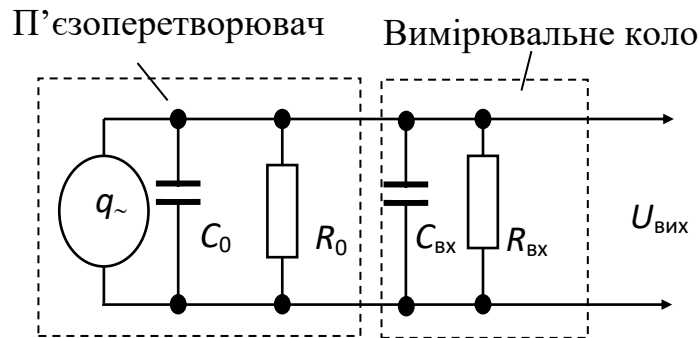 П’єзоперетворювач
Вимірювальне коло
q~
C0
R0
Cвх
Rвх
Uвих